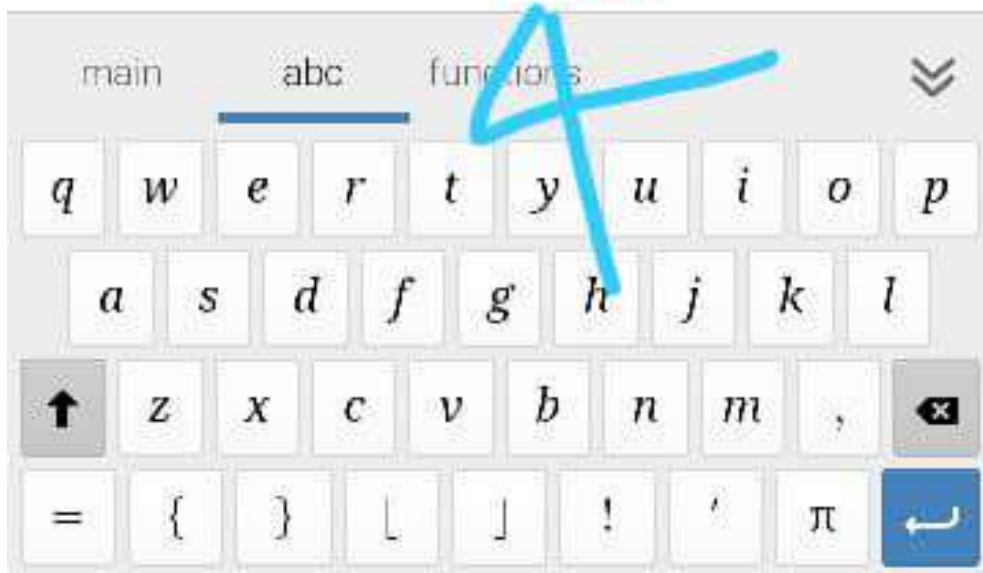 main abc functions
q w e r t y u i o p
a s d f g h j k l
z x c v b n m ,
= { } ⌊ ⌋ ! ′ π
4